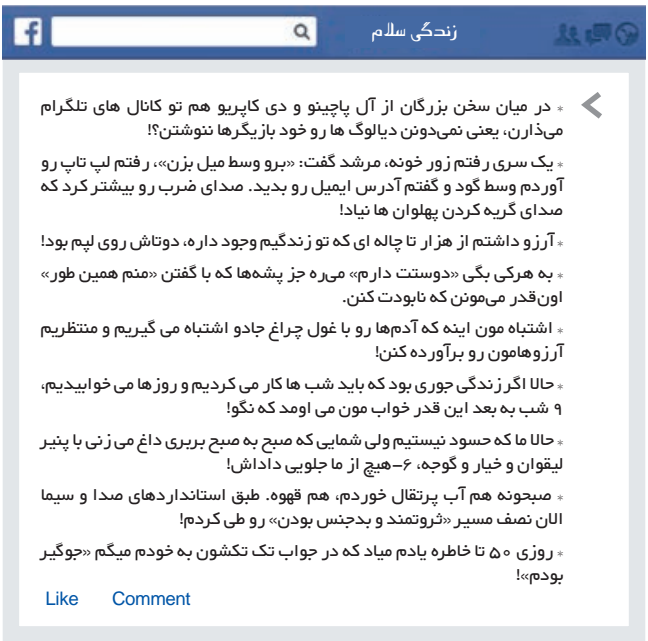 زندگی سلام
* در میان سخن بزرگان از آل پاچینو و دی کاپریو هم تو کانال های تلگرام
می‌ذارن، یعنی نمی‌دونن دیالوگ ها رو خود بازیگرها ننوشتن؟!
* یک سری رفتم زور خونه، مرشد گفت: «برو وسط میل بزن»، رفتم لپ تاپ رو
آوردم وسط گود و گفتم آدرس ایمیل رو بدید. صدای ضرب رو بیشتر کرد که
صدای گریه کردن پهلوان ها نیاد!
* آرزو داشتم از هزار تا چاله ای که تو زندگیم وجود داره، دوتاش روی لپم بود!
* به هرکی بگی «دوستت دارم» می‌ره جز پشه‌ها که با گفتن «منم همین طور»
اون‌قدر می‌مونن که نابودت کنن.
* اشتباه مون اینه که آدم‌ها رو با غول چراغ جادو اشتباه می گیریم و منتظریم
آرزوهامون رو برآورده کنن!
* حالا اگر زندگی جوری بود که باید شب ها کار می کردیم و روزها می خوابیدیم،
۹ شب به بعد این قدر خواب مون می اومد که نگو!
* حالا ما که حسود نیستیم ولی شمایی که صبح به صبح بربری داغ می زنی با پنیر
لیقوان و خیار و گوجه، ۶-هیچ از ما جلویی داداش!
* صبحونه هم آب پرتقال خوردم، هم قهوه. طبق استانداردهای صدا و سیما
الان نصف مسیر «ثروتمند و بدجنس بودن» رو طی کردم!
* روزی ۵۰ تا خاطره یادم میاد که در جواب تک تکشون به خودم میگم «جوگیر
بودم»!
Like Comment